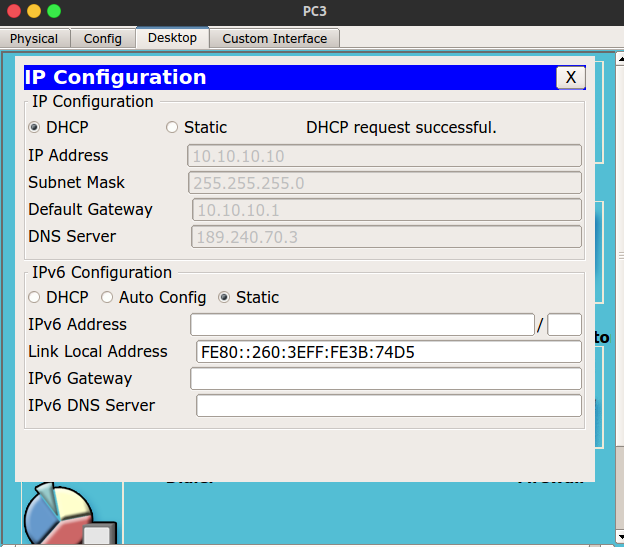 PC3
Physical Config Desktop Custom Interface
IP Configuration X
IP Configuration
DHCP Static DHCP request successful.
IP Address 10.10.10.10
Subnet Mask 255.255.255.0
Default Gateway 10.10.10.1
DNS Server 189.240.70.3
IPv6 Configuration
DHCP Auto Config Static
IPv6 Address /
to
Link Local Address FE80::260:3EFF:FE3B:74D5
IPv6 Gateway
IPv6 DNS Server